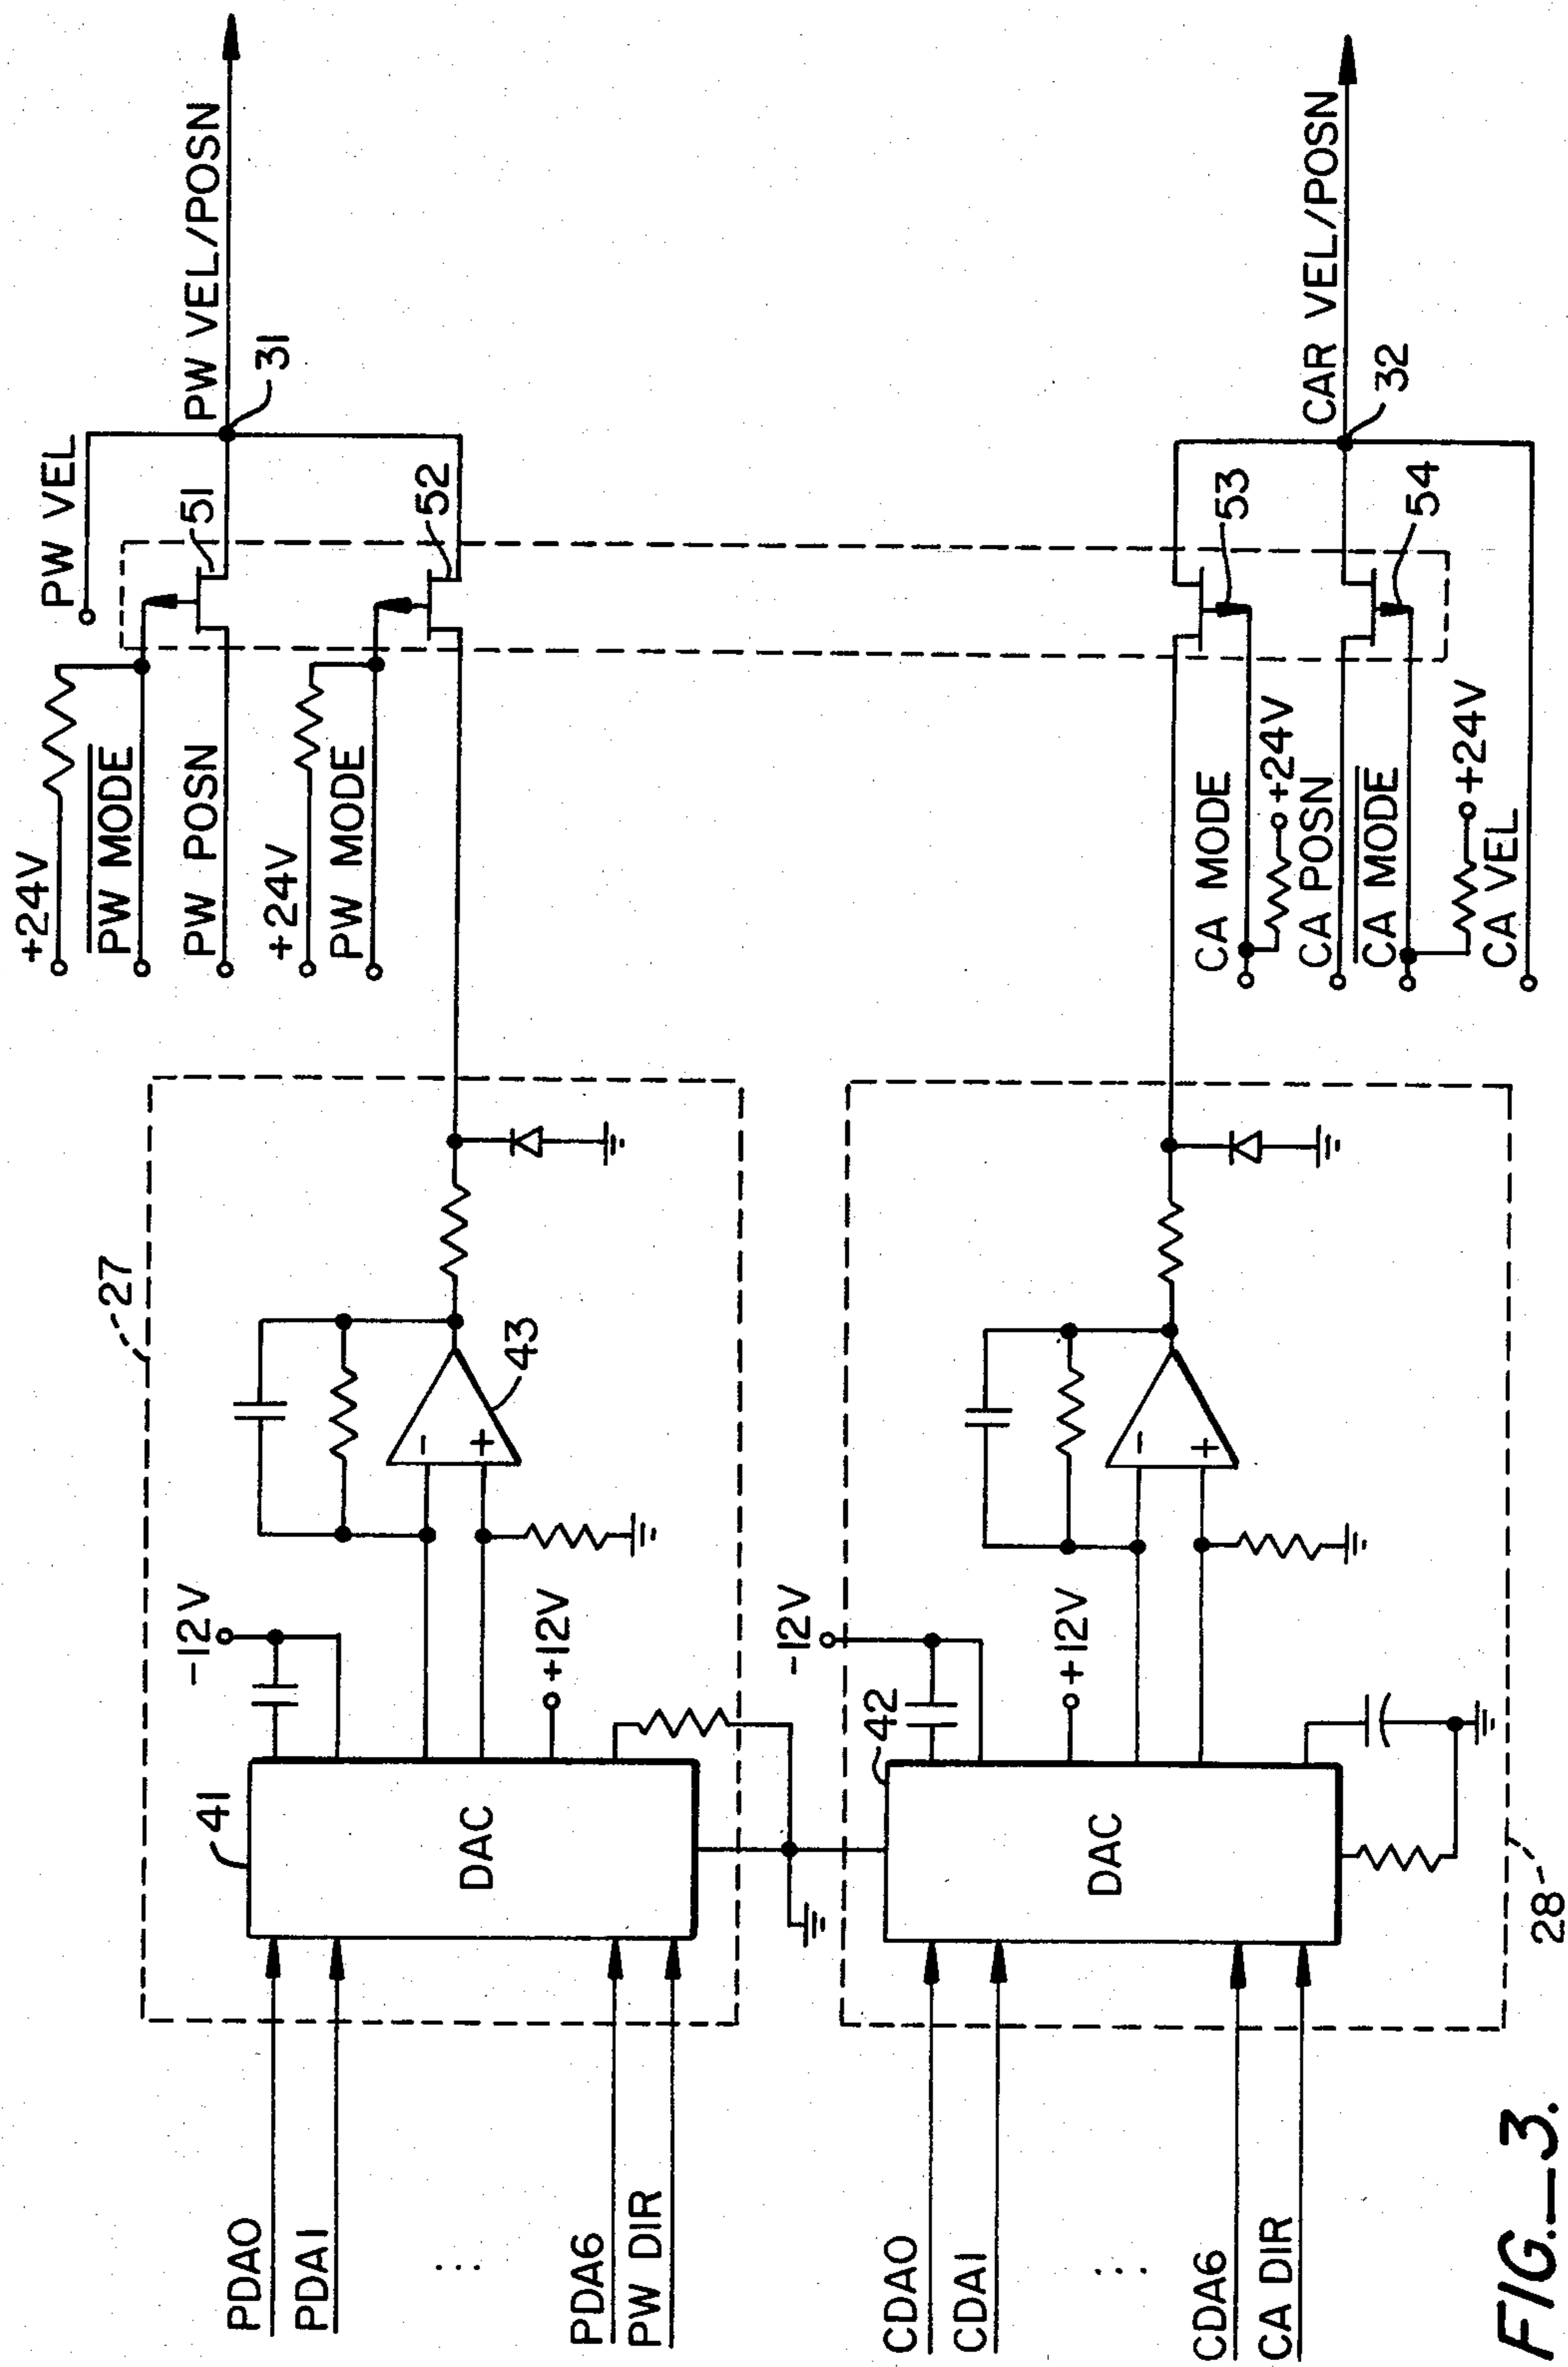 +24V
PW VEL
PW MODE
27
PW VEL/POSN
-12V
PW POSN
51
41
31
PDA0
+24V
PDA1
PW MODE
52
- +
43
DAC
+12V
PDA6
PW DIR
...
-12V
42
CDA0
CDA1
+12V
DAC
- +
...
CA MODE
53
+24V
CAR VEL/POSN
CDA6
CA POSN
32
CA DIR
CA MODE
54
+24V
CA VEL
28
FIG._3.